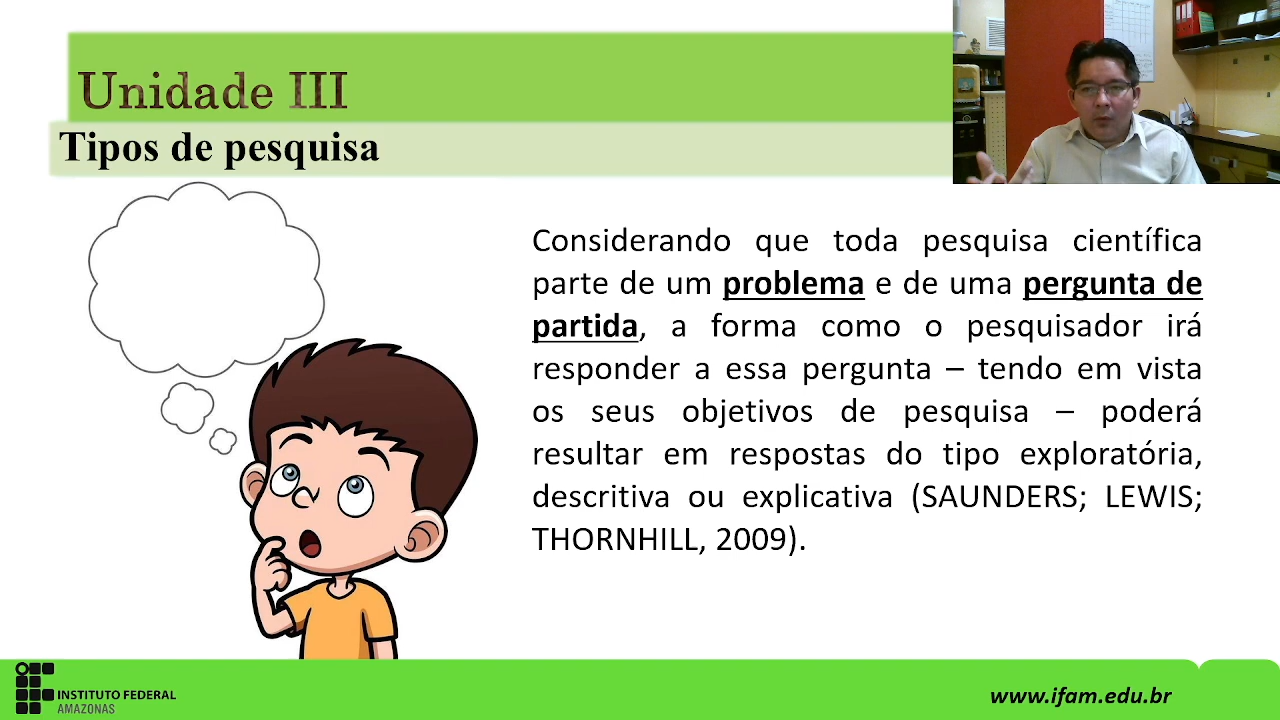 Unidade III
Tipos de pesquisa
Considerando que toda pesquisa científica
parte de um problema e de uma pergunta de
partida, a forma como o pesquisador irá
responder a essa pergunta – tendo em vista
os seus objetivos de pesquisa – poderá
resultar em respostas do tipo exploratória,
descritiva ou explicativa (SAUNDERS; LEWIS;
THORNHILL, 2009).
INSTITUTO FEDERAL
AMAZONAS
www.ifam.edu.br